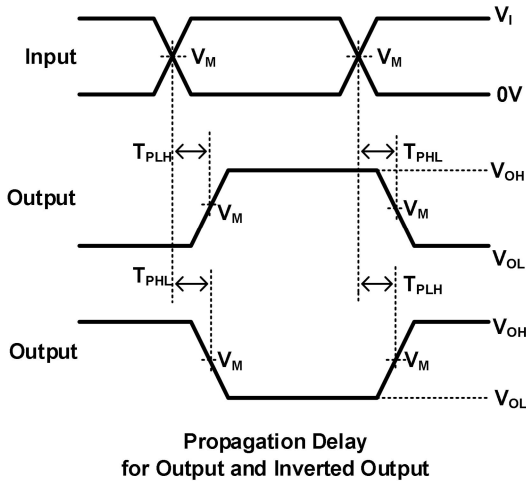 V_I
Input
V_M
V_M
0V
T_PLH
T_PHL
V_OH
Output
V_M
V_M
V_OL
T_PHL
T_PLH
V_OH
Output
V_M
V_M
V_OL
Propagation Delay
for Output and Inverted Output